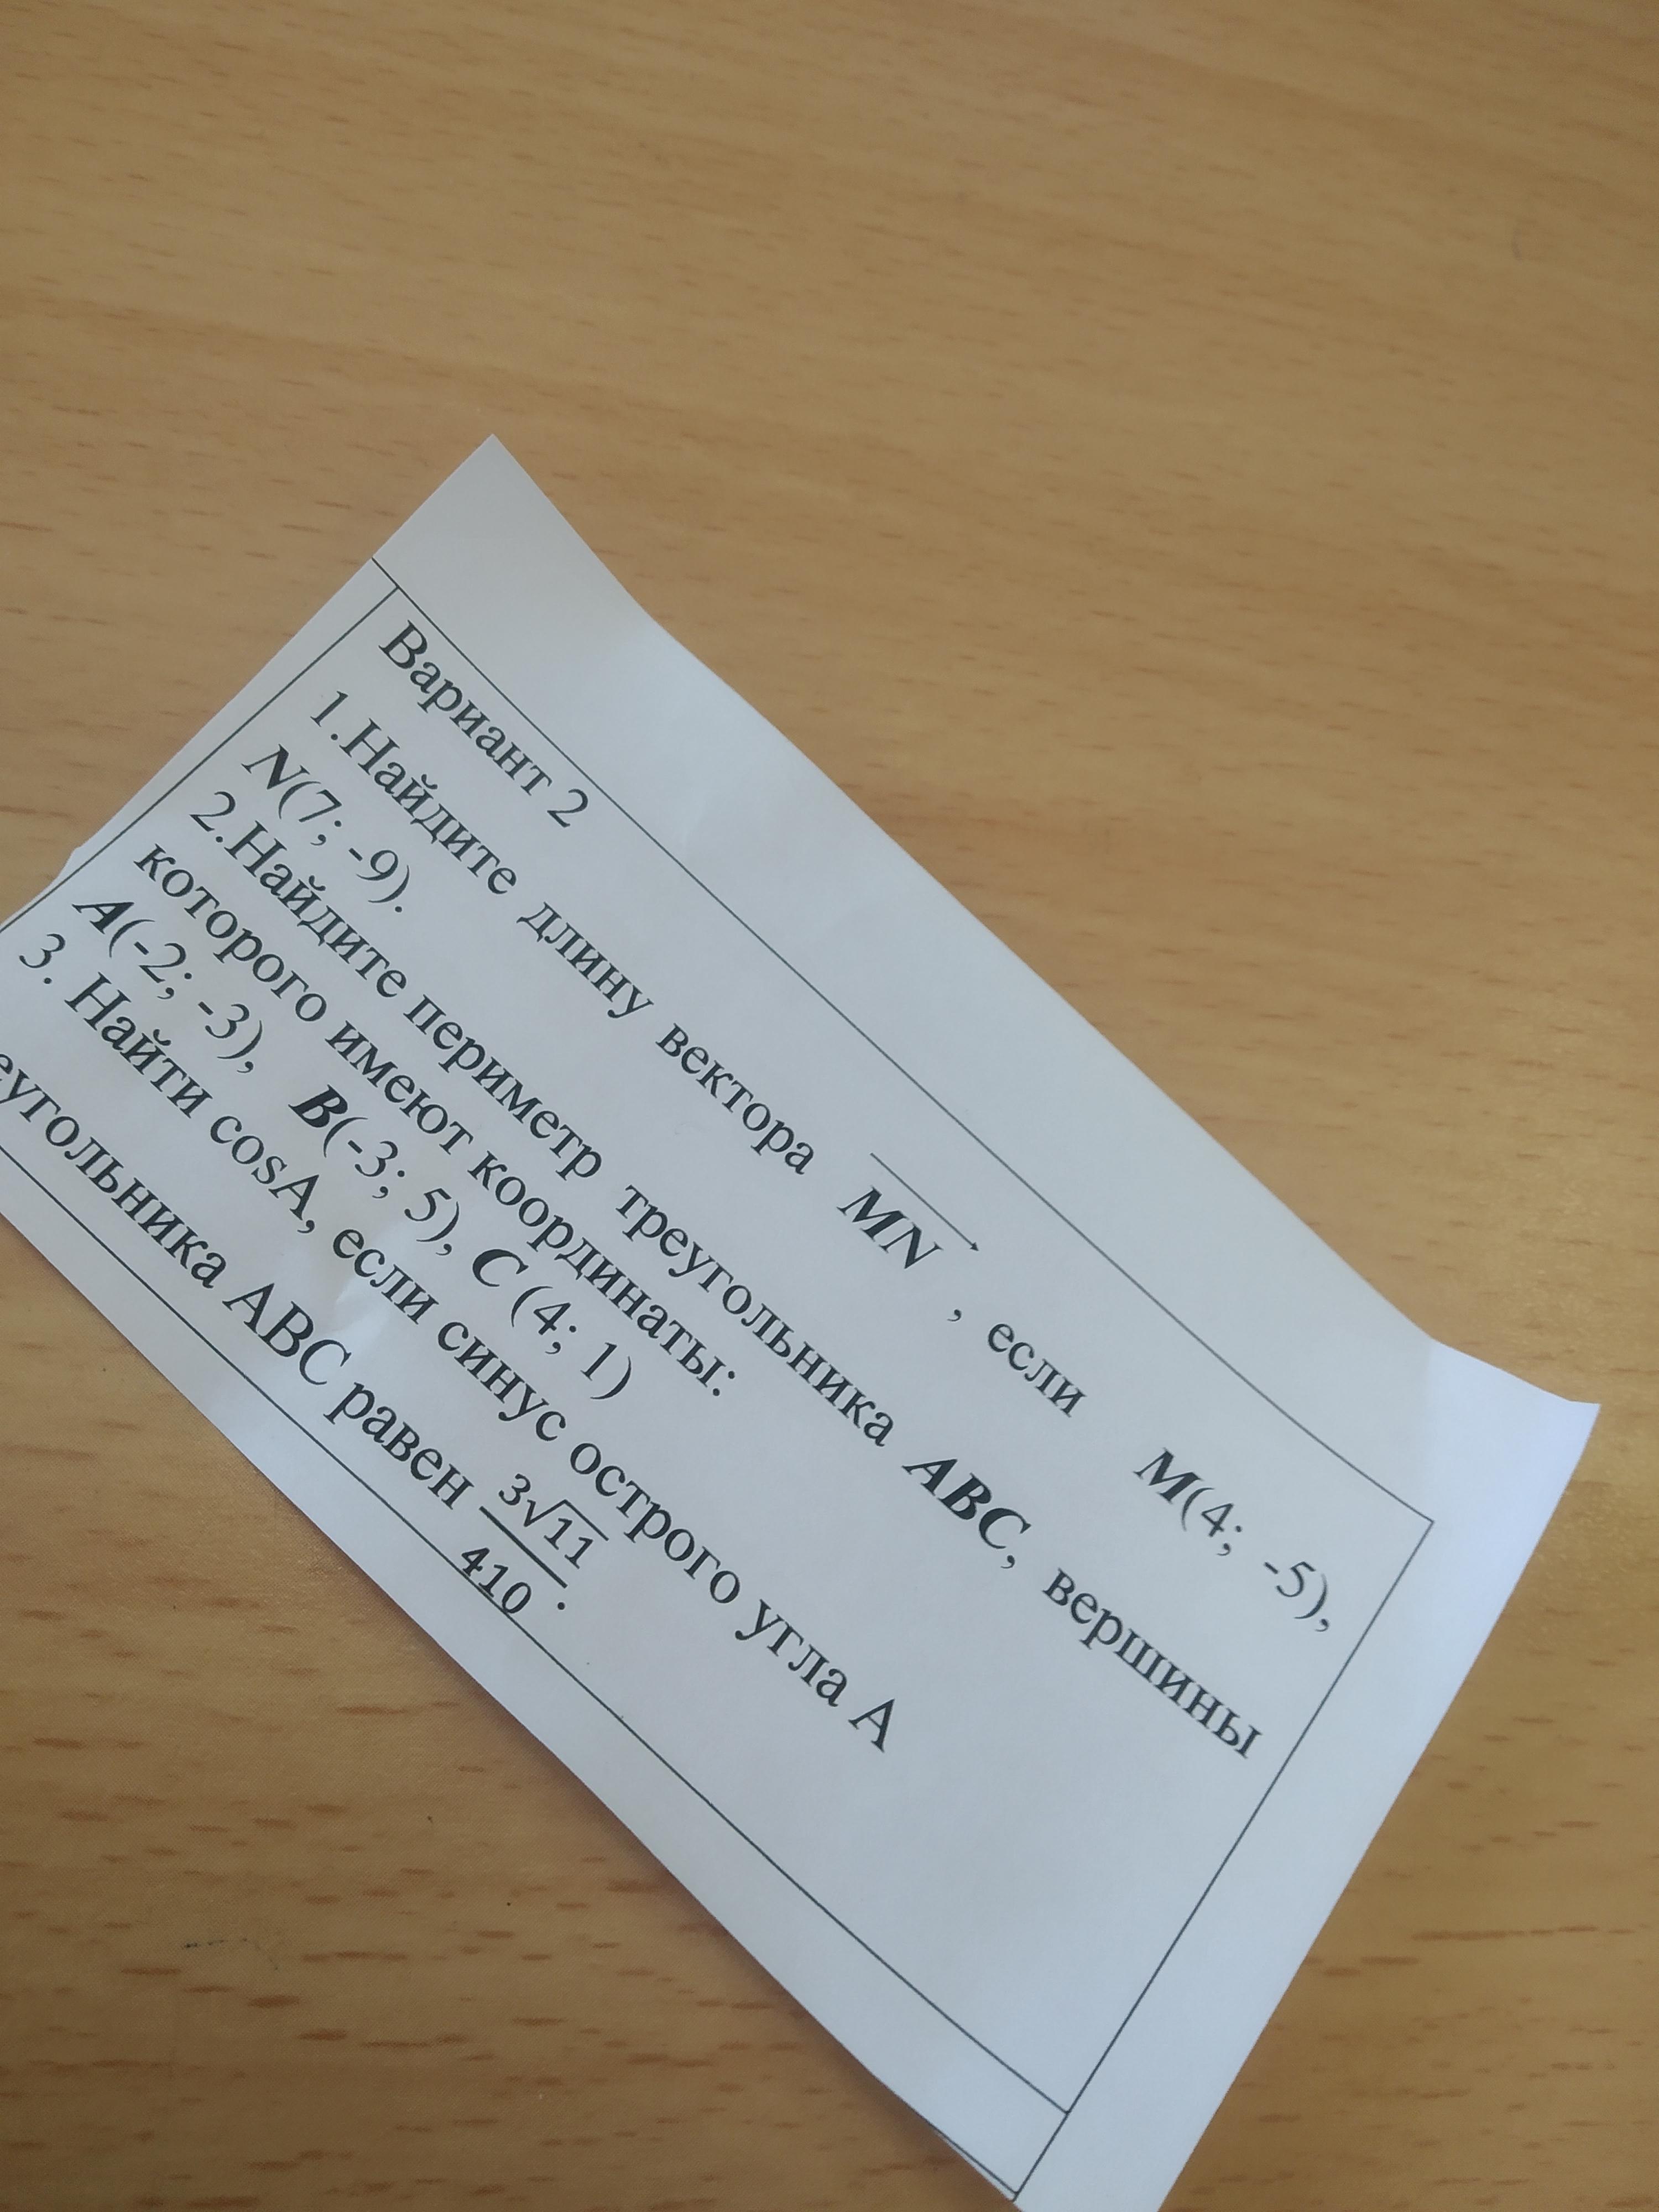 Вариант 2
1.Найдите длину вектора MN⃗ , если M(4; -5),
N(7; -9).
2.Найдите периметр треугольника ABC, вершины
которого имеют координаты:
A(-2; -3), B(-3; 5), C (4; 1)
3. Найти cosA, если синус острого угла А
еугольника АВС равен 3√11/410.